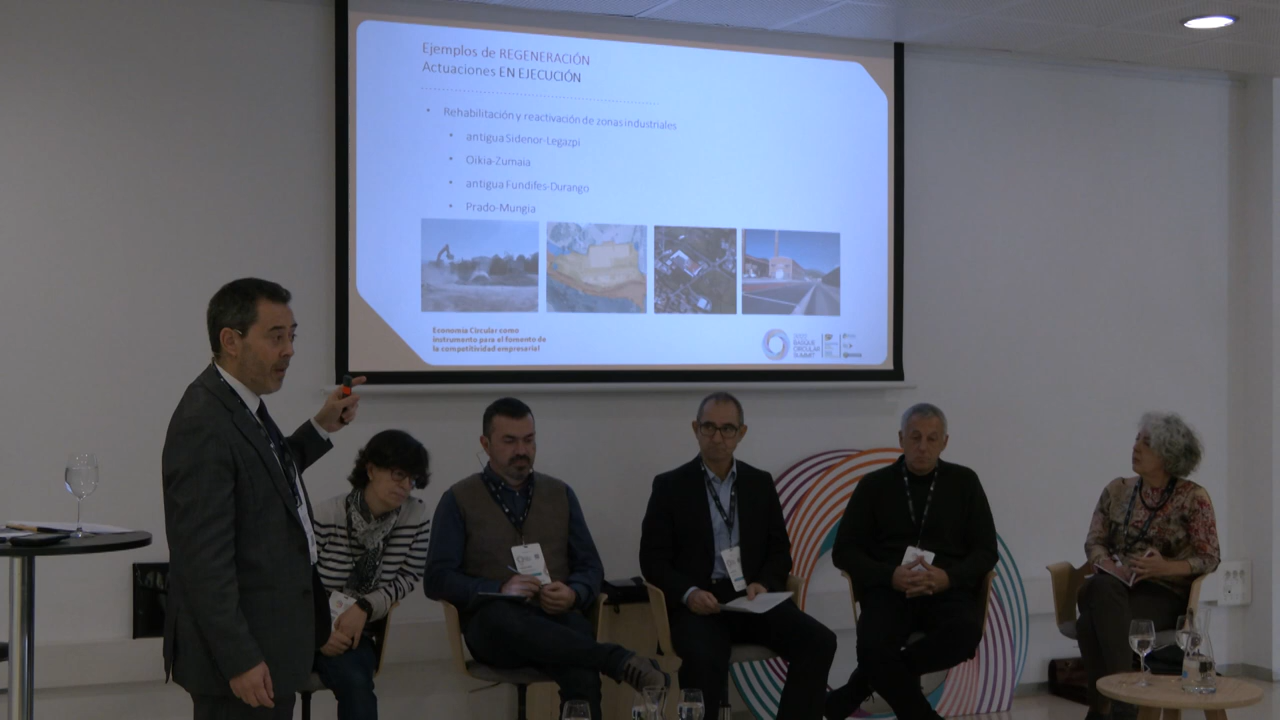 Ejemplos de REGENERACIÓN
Actuaciones EN EJECUCIÓN
• Rehabilitación y reactivación de zonas industriales
• antigua Sidenor-Legazpi
• Oikia-Zumaia
• antigua Fundifes-Durango
• Prado-Mungia
Economía Circular como
instrumento para el fomento de
la competitividad empresarial
BASQUE
CIRCULAR
SUMMIT